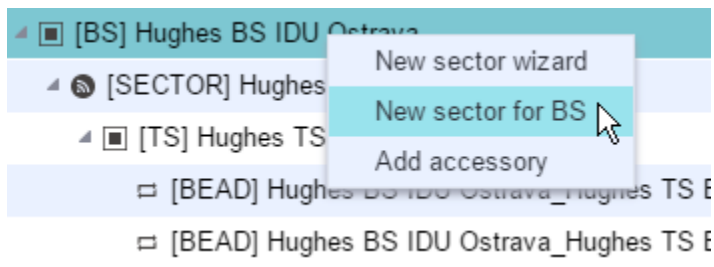 [BS] Hughes BS IDU Ostrava
New sector wizard
[SECTOR] Hughes
New sector for BS
[TS] Hughes TS
Add accessory
[BEAD] Hughes BS IDU Ostrava_Hughes TS E
[BEAD] Hughes BS IDU Ostrava_Hughes TS E